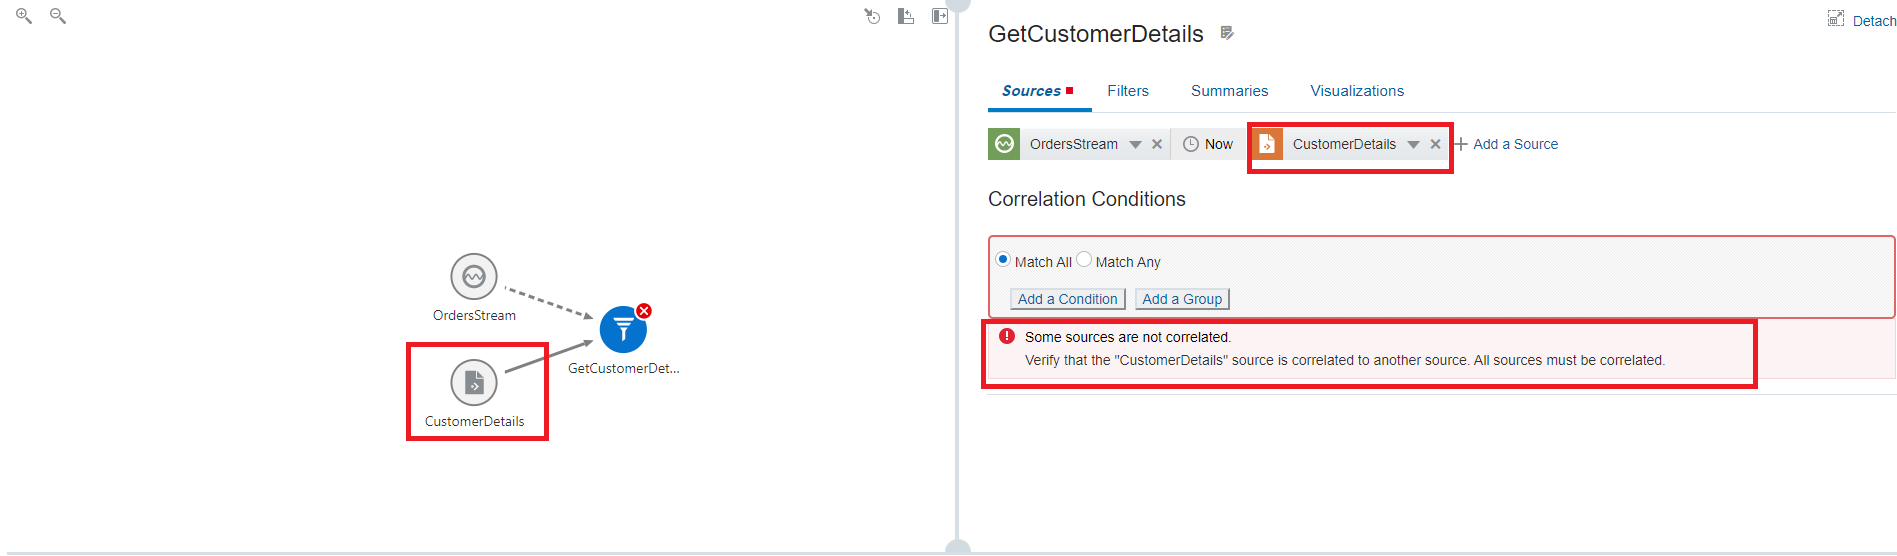 OrdersStream
GetCustomerDet...
CustomerDetails
Detach
GetCustomerDetails
Sources Filters Summaries Visualizations
OrdersStream Now CustomerDetails Add a Source
Correlation Conditions
Match All Match Any
Add a Condition Add a Group
Some sources are not correlated.
Verify that the "CustomerDetails" source is correlated to another source. All sources must be correlated.